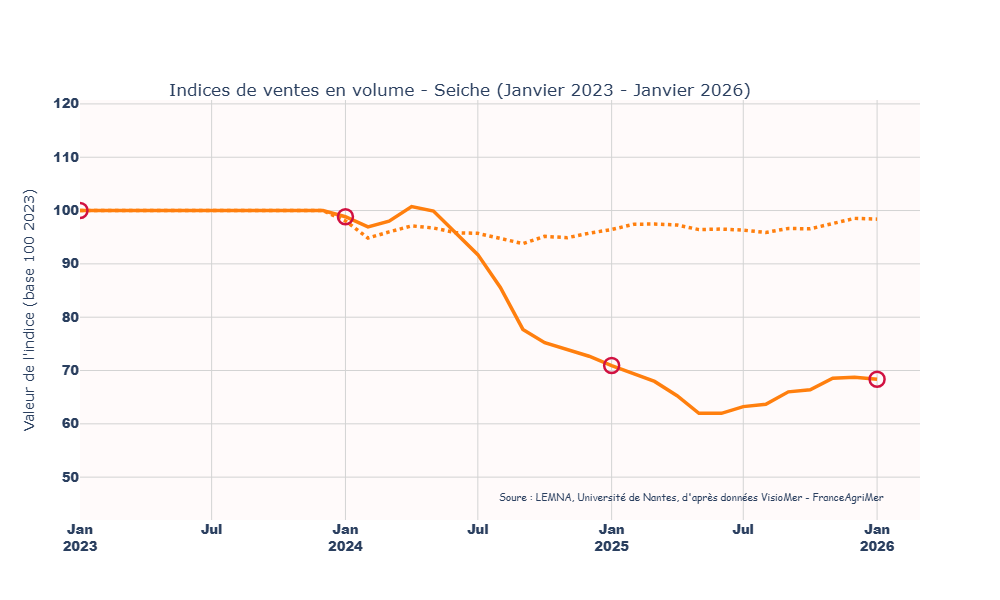 Indices de ventes en volume - Seiche (Janvier 2023 - Janvier 2026)
Valeur de l'indice (base 100 2023)
120
110
100
90
80
70
60
50
Soure : LEMNA, Université de Nantes, d'après données VisioMer - FranceAgriMer
Jan
2023
Jul
Jan
2024
Jul
Jan
2025
Jul
Jan
2026